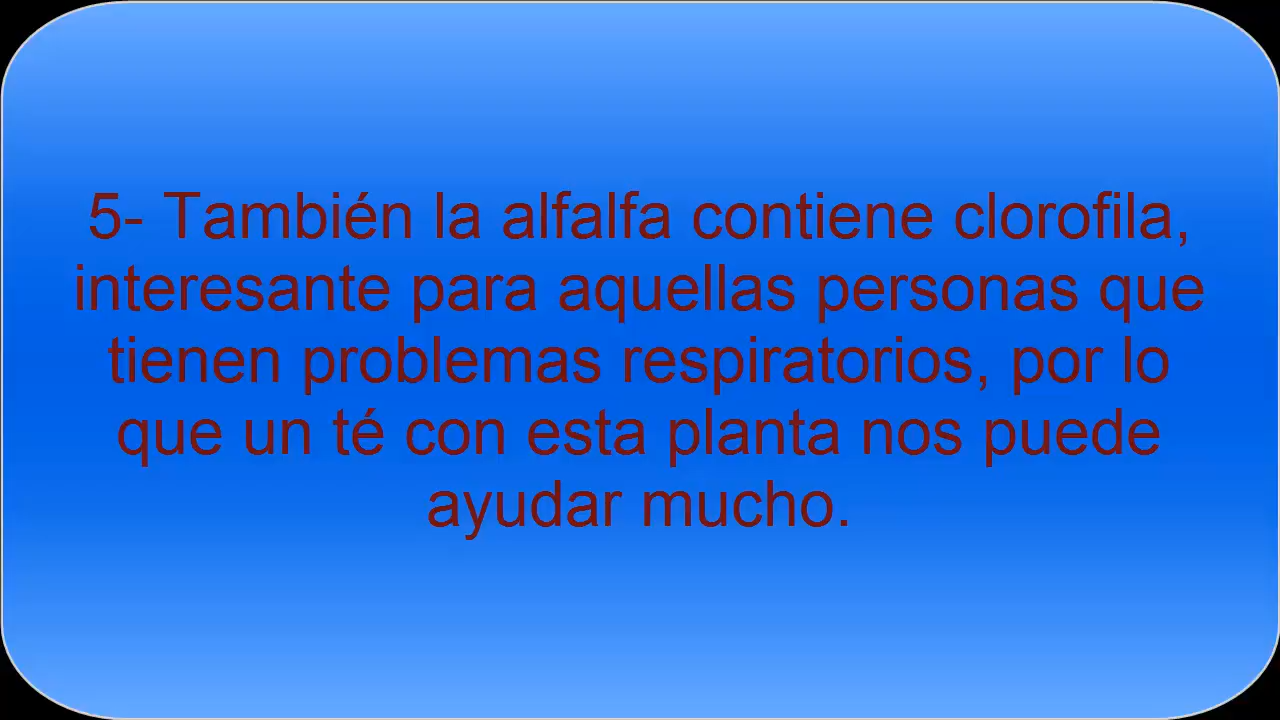 5- También la alfalfa contiene clorofila,
interesante para aquellas personas que
tienen problemas respiratorios, por lo
que un té con esta planta nos puede
ayudar mucho.